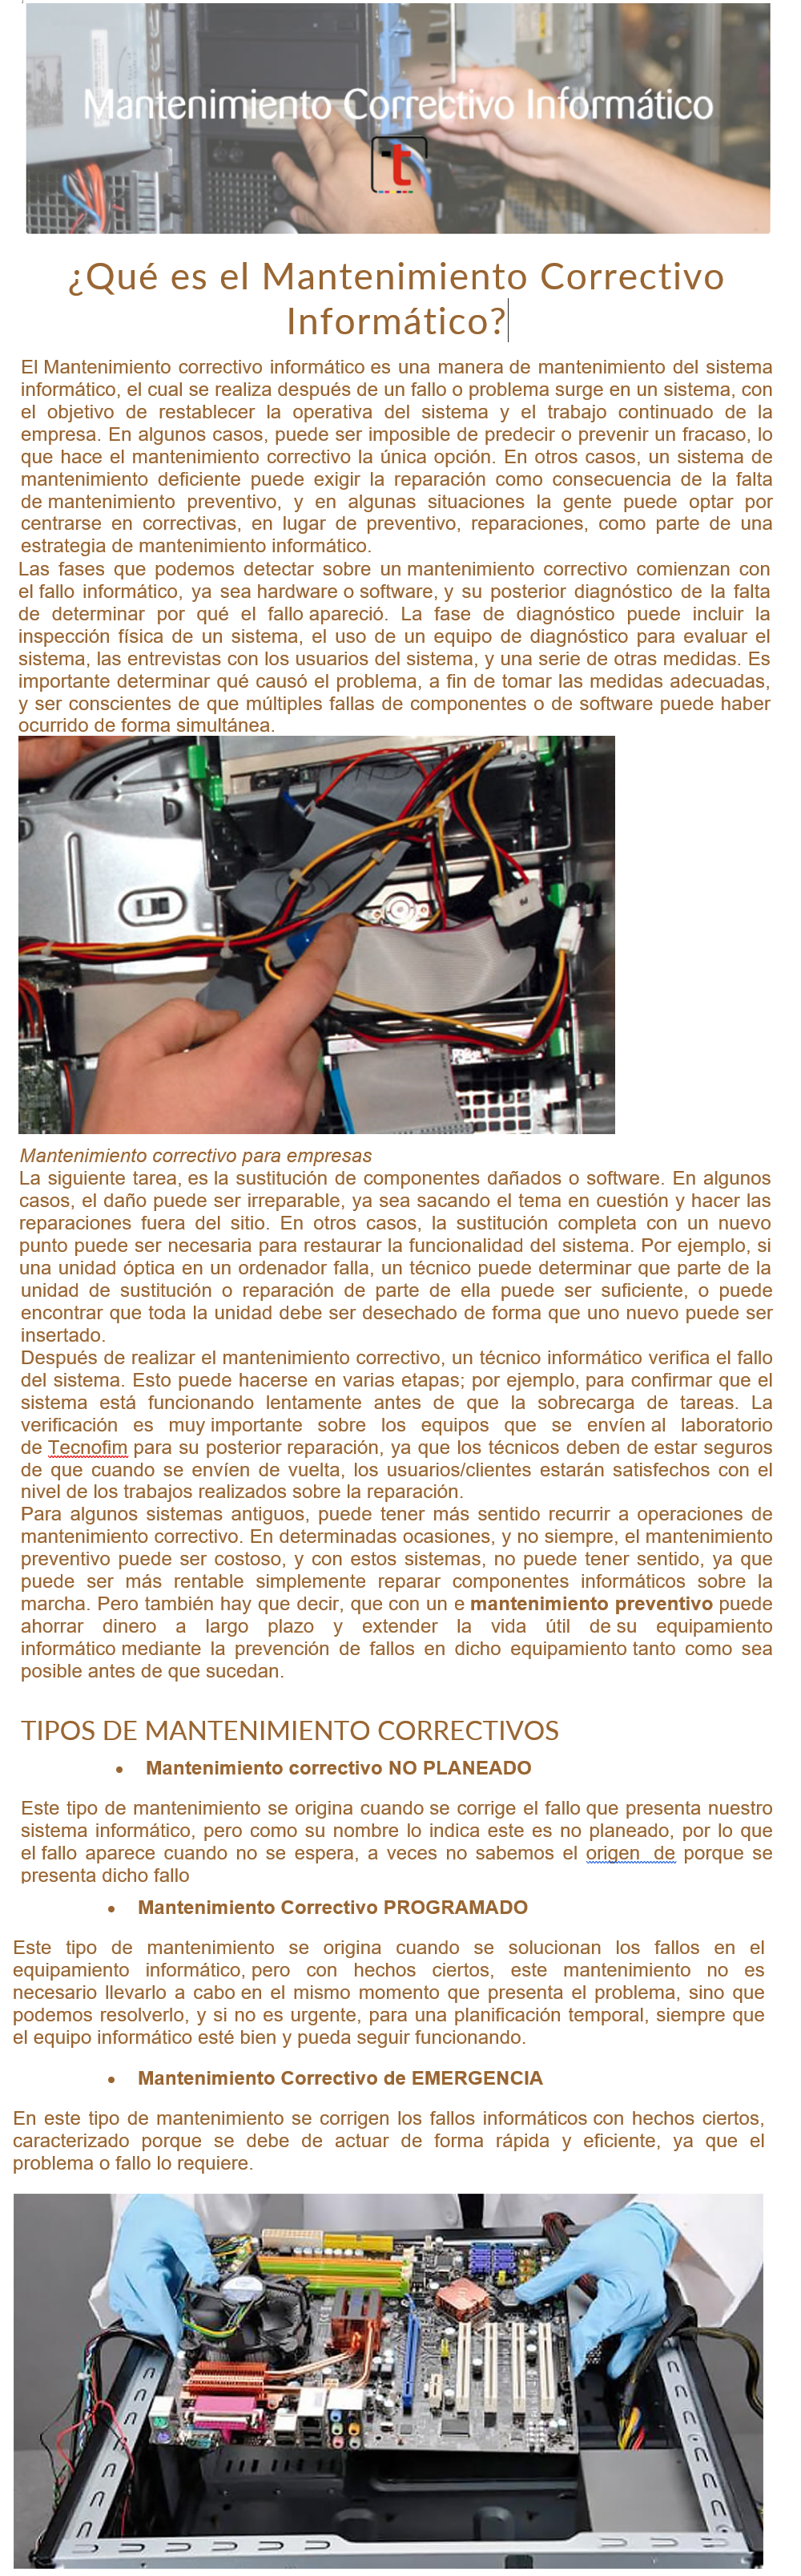 Mantenimiento Correctivo Informático
t
¿Qué es el Mantenimiento Correctivo
Informático?
El Mantenimiento correctivo informático es una manera de mantenimiento del sistema
informático, el cual se realiza después de un fallo o problema surge en un sistema, con
el objetivo de restablecer la operativa del sistema y el trabajo continuado de la
empresa. En algunos casos, puede ser imposible de predecir o prevenir un fracaso, lo
que hace el mantenimiento correctivo la única opción. En otros casos, un sistema de
mantenimiento deficiente puede exigir la reparación como consecuencia de la falta
de mantenimiento preventivo, y en algunas situaciones la gente puede optar por
centrarse en correctivas, en lugar de preventivo, reparaciones, como parte de una
estrategia de mantenimiento informático.
Las fases que podemos detectar sobre un mantenimiento correctivo comienzan con
el fallo informático, ya sea hardware o software, y su posterior diagnóstico de la falta
de determinar por qué el fallo apareció. La fase de diagnóstico puede incluir la
inspección física de un sistema, el uso de un equipo de diagnóstico para evaluar el
sistema, las entrevistas con los usuarios del sistema, y una serie de otras medidas. Es
importante determinar qué causó el problema, a fin de tomar las medidas adecuadas,
y ser conscientes de que múltiples fallas de componentes o de software puede haber
ocurrido de forma simultánea.
Mantenimiento correctivo para empresas
La siguiente tarea, es la sustitución de componentes dañados o software. En algunos
casos, el daño puede ser irreparable, ya sea sacando el tema en cuestión y hacer las
reparaciones fuera del sitio. En otros casos, la sustitución completa con un nuevo
punto puede ser necesaria para restaurar la funcionalidad del sistema. Por ejemplo, si
una unidad óptica en un ordenador falla, un técnico puede determinar que parte de la
unidad de sustitución o reparación de parte de ella puede ser suficiente, o puede
encontrar que toda la unidad debe ser desechado de forma que uno nuevo puede ser
insertado.
Después de realizar el mantenimiento correctivo, un técnico informático verifica el fallo
del sistema. Esto puede hacerse en varias etapas; por ejemplo, para confirmar que el
sistema está funcionando lentamente antes de que la sobrecarga de tareas. La
verificación es muy importante sobre los equipos que se envíen al laboratorio
de Tecnofim para su posterior reparación, ya que los técnicos deben de estar seguros
de que cuando se envíen de vuelta, los usuarios/clientes estarán satisfechos con el
nivel de los trabajos realizados sobre la reparación.
Para algunos sistemas antiguos, puede tener más sentido recurrir a operaciones de
mantenimiento correctivo. En determinadas ocasiones, y no siempre, el mantenimiento
preventivo puede ser costoso, y con estos sistemas, no puede tener sentido, ya que
puede ser más rentable simplemente reparar componentes informáticos sobre la
marcha. Pero también hay que decir, que con un e mantenimiento preventivo puede
ahorrar dinero a largo plazo y extender la vida útil de su equipamiento
informático mediante la prevención de fallos en dicho equipamiento tanto como sea
posible antes de que sucedan.
TIPOS DE MANTENIMIENTO CORRECTIVOS
• Mantenimiento correctivo NO PLANEADO
Este tipo de mantenimiento se origina cuando se corrige el fallo que presenta nuestro
sistema informático, pero como su nombre lo indica este es no planeado, por lo que
el fallo aparece cuando no se espera, a veces no sabemos el origen de porque se
presenta dicho fallo
• Mantenimiento Correctivo PROGRAMADO
Este tipo de mantenimiento se origina cuando se solucionan los fallos en el
equipamiento informático, pero con hechos ciertos, este mantenimiento no es
necesario llevarlo a cabo en el mismo momento que presenta el problema, sino que
podemos resolverlo, y si no es urgente, para una planificación temporal, siempre que
el equipo informático esté bien y pueda seguir funcionando.
• Mantenimiento Correctivo de EMERGENCIA
En este tipo de mantenimiento se corrigen los fallos informáticos con hechos ciertos,
caracterizado porque se debe de actuar de forma rápida y eficiente, ya que el
problema o fallo lo requiere.